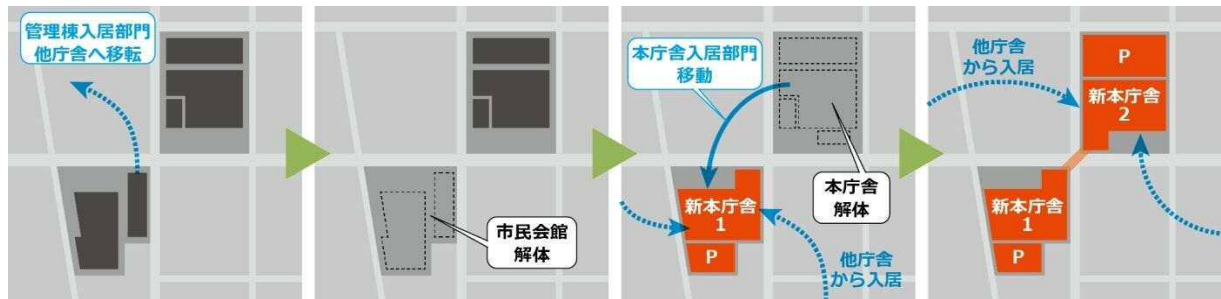 管理棟入居部門
他庁舎へ移転
市民会館
解体
本庁舎入居部門
移動
本庁舎
解体
新本庁舎
1
P
他庁舎
から入居
他庁舎
から入居
P
新本庁舎
2
新本庁舎
1
P